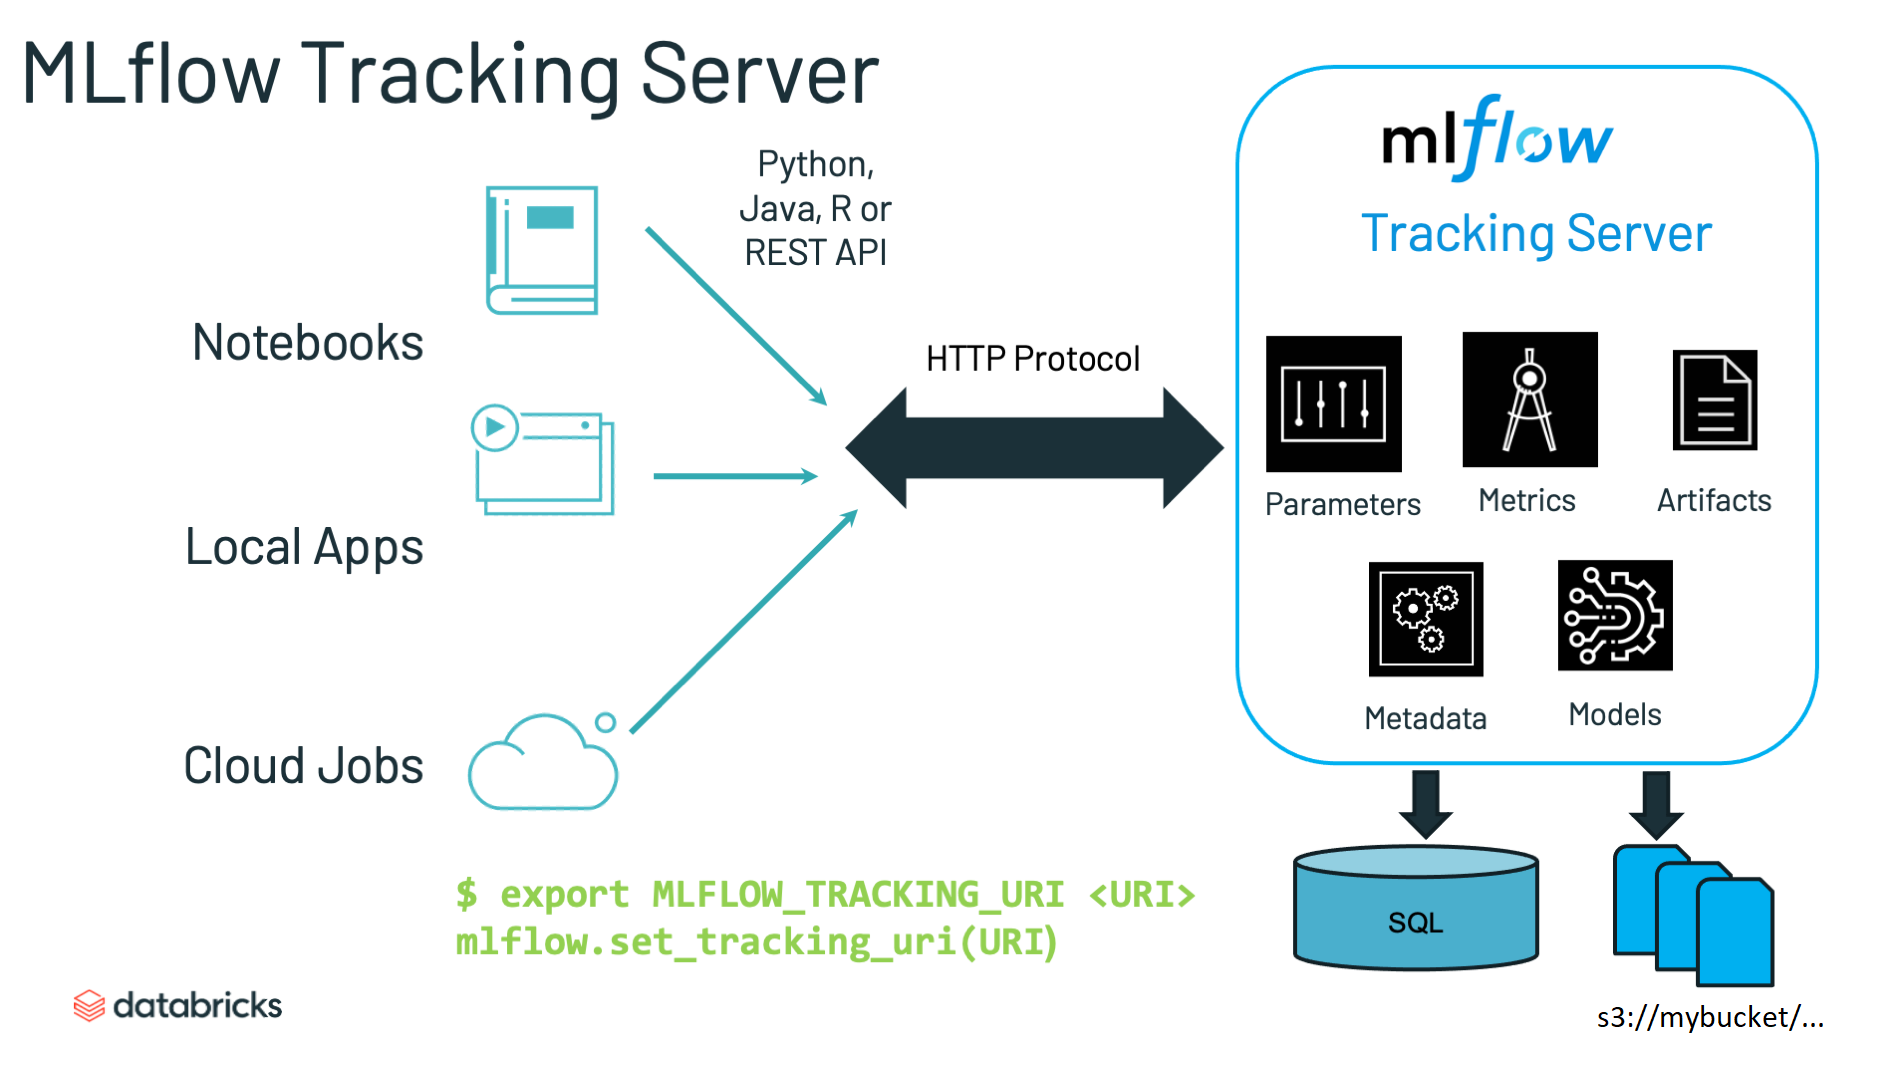 MLflow Tracking Server
Python,
Java, R or
REST API
Notebooks
Local Apps
Cloud Jobs
HTTP Protocol
mlflow
Tracking Server
Parameters
Metrics
Artifacts
Metadata
Models
SQL
s3://mybucket/...
$ export MLFLOW_TRACKING_URI <URI>
mlflow.set_tracking_uri(URI)
databricks